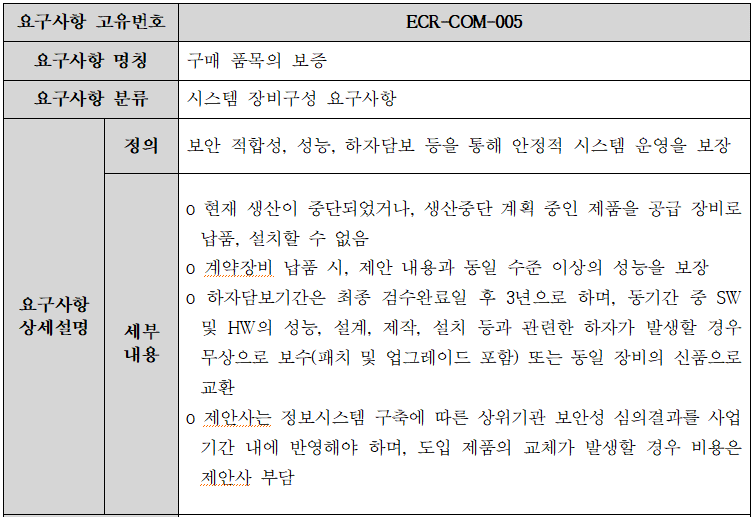 요구사항 고유번호 ECR-COM-005
요구사항 명칭 구매 품목의 보증
요구사항 분류 시스템 장비구성 요구사항
요구사항 상세설명
정의 보안 적합성, 성능, 하자담보 등을 통해 안정적 시스템 운영을 보장
세부 내용
o 현재 생산이 중단되었거나, 생산중단 계획 중인 제품을 공급 장비로
납품, 설치할 수 없음
o 계약장비 납품 시, 제안 내용과 동일 수준 이상의 성능을 보장
o 하자담보기간은 최종 검수완료일 후 3년으로 하며, 동기간 중 SW
및 HW의 성능, 설계, 제작, 설치 등과 관련한 하자가 발생할 경우
무상으로 보수(패치 및 업그레이드 포함) 또는 동일 장비의 신품으로
교환
o 제안사는 정보시스템 구축에 따른 상위기관 보안성 심의결과를 사업
기간 내에 반영해야 하며, 도입 제품의 교체가 발생할 경우 비용은
제안사 부담